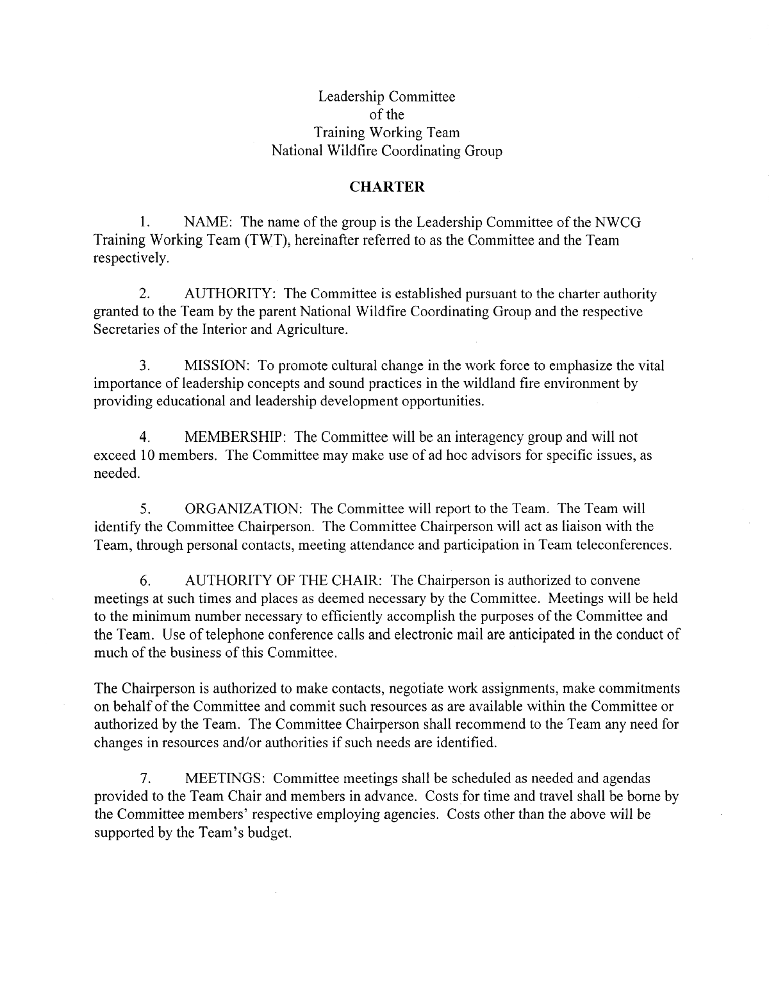 Leadership Committee
of the
Training Working Team
National Wildfire Coordinating Group
CHARTER
1. NAME: The name of the group is the Leadership Committee of the NWCG
Training Working Team (TWT), hereinafter referred to as the Committee and the Team
respectively.
2. AUTHORITY: The Committee is established pursuant to the charter authority
granted to the Team by the parent National Wildfire Coordinating Group and the respective
Secretaries of the Interior and Agriculture.
3. MISSION: To promote cultural change in the work force to emphasize the vital
importance of leadership concepts and sound practices in the wildland fire environment by
providing educational and leadership development opportunities.
4. MEMBERSHIP: The Committee will be an interagency group and will not
exceed 10 members. The Committee may make use of ad hoc advisors for specific issues, as
needed.
5. ORGANIZATION: The Committee will report to the Team. The Team will
identify the Committee Chairperson. The Committee Chairperson will act as liaison with the
Team, through personal contacts, meeting attendance and participation in Team teleconferences.
6. AUTHORITY OF THE CHAIR: The Chairperson is authorized to convene
meetings at such times and places as deemed necessary by the Committee. Meetings will be held
to the minimum number necessary to efficiently accomplish the purposes of the Committee and
the Team. Use of telephone conference calls and electronic mail are anticipated in the conduct of
much of the business of this Committee.
The Chairperson is authorized to make contacts, negotiate work assignments, make commitments
on behalf of the Committee and commit such resources as are available within the Committee or
authorized by the Team. The Committee Chairperson shall recommend to the Team any need for
changes in resources and/or authorities if such needs are identified.
7. MEETINGS: Committee meetings shall be scheduled as needed and agendas
provided to the Team Chair and members in advance. Costs for time and travel shall be borne by
the Committee members' respective employing agencies. Costs other than the above will be
supported by the Team's budget.